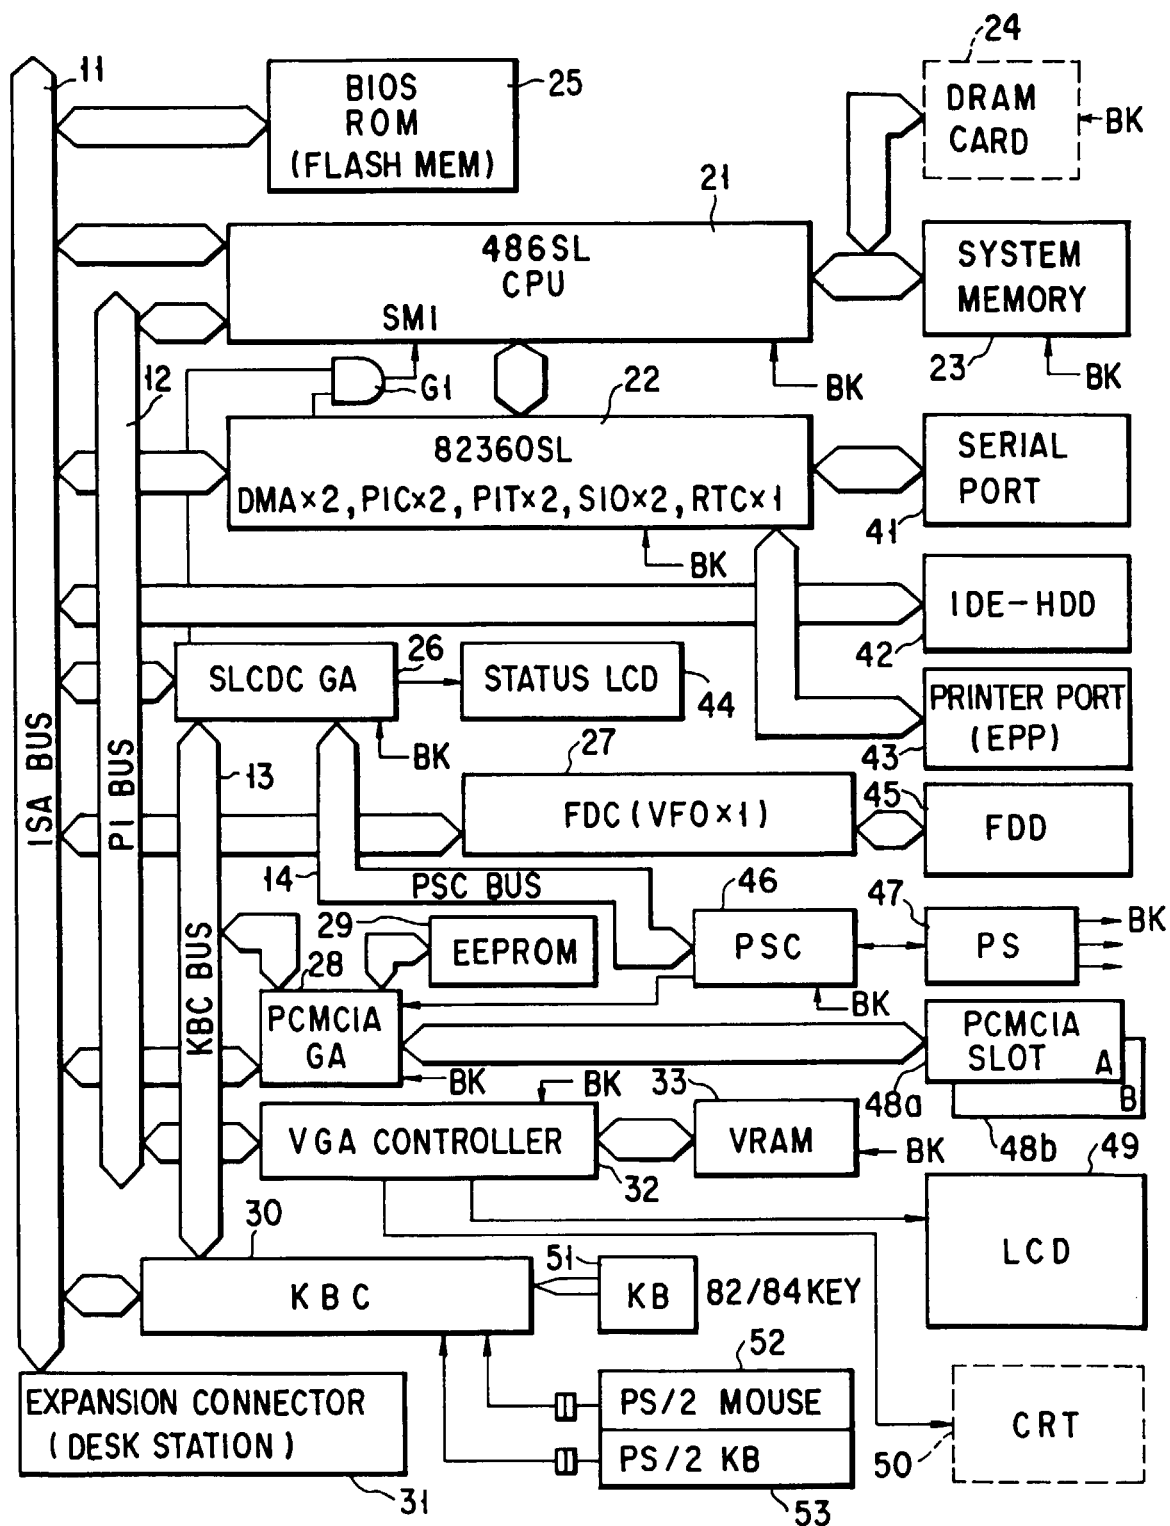 24
11
BIOS
ROM
(FLASH MEM)
25
DRAM
CARD
BK
21
486SL
CPU
SMI
SYSTEM
MEMORY
23
BK
BK
12
G1
22
82360SL
DMA×2, PIC×2, PIT×2, SIO×2, RTC×1
SERIAL
PORT
41
BK
IDE-HDD
42
26
SLCDC GA
STATUS LCD
44
PRINTER PORT
(EPP)
43
BK
13
27
ISA BUS
PI BUS
FDC (VFO×1)
45
FDD
14
PSC BUS
46
29
EEPROM
PSC
47
PS
BK
BK
KBC BUS
28
PCMCIA
GA
BK
PCMCIA
SLOT
A
B
48a
48b
BK
33
VGA CONTROLLER
32
VRAM
BK
49
LCD
30
KBC
51
KB
82/84KEY
52
PS/2 MOUSE
PS/2 KB
53
EXPANSION CONNECTOR
(DESK STATION)
31
CRT
50